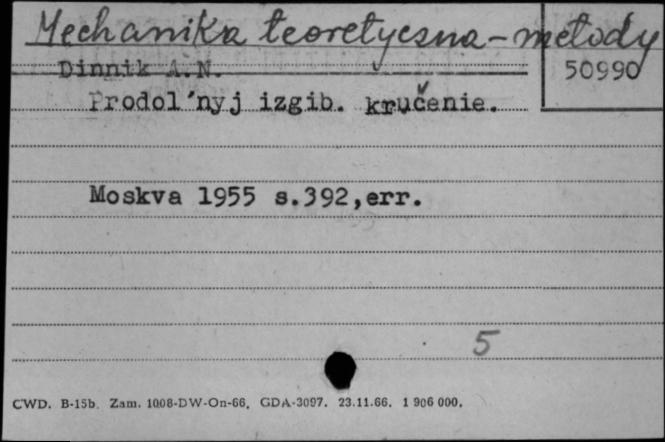 Mechanika teoretyczna - metody
Dinnik A.N.
50990
Prodol'nyj izgib. kručenie.
Moskva 1955 s.392,err.
5
CWD. B-15b. Zam. 1008-DW-On-66. GDA-3097. 23.11.66. 1 906 000.